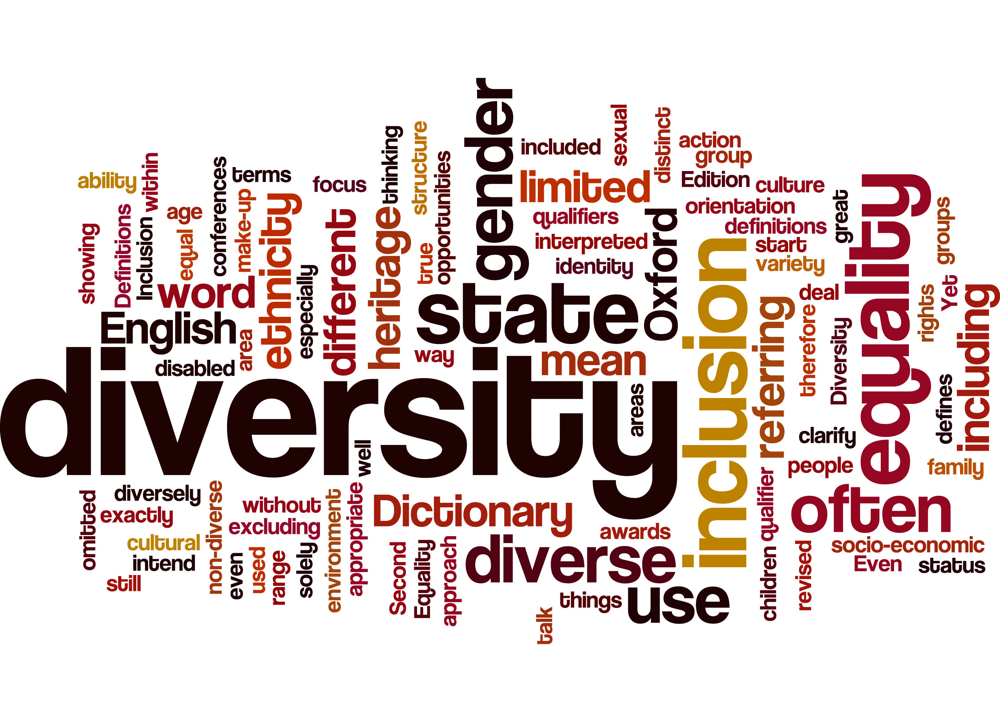 gender
included
sexual
distinct
action
group
thinking
structure
opportunities
within
ability
conferences
terms
focus
limited
Edition
culture
orientation
great
equality
groups
qualifiers
definitions
showing
Definitions
Inclusion
age
equal
make-up
ethnicity
different
heritage
true
interpreted
Oxford
start
variety
identity
inclusion
word
especially
state
deal
rights
Yet
including
English
area
disabled
way
mean
referring
therefore
Diversity
diversity
areas
defines
clarify
well
people
family
omitted
diversely
exactly
non-diverse
without
excluding
environment
appropriate
Dictionary
qualifier
often
awards
cultural
intend
still
even
used
range
solely
Second
Equality
approach
diverse
things
use
talk
children
revised
socio-economic
Even
status